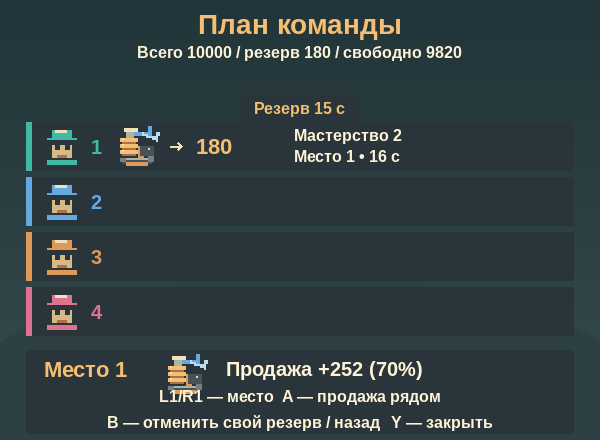 План команды
Всего 10000 / резерв 180 / свободно 9820
Резерв 15 с
1 → 180 Мастерство 2
Место 1 • 16 с
2
3
4
Место 1 Продажа +252 (70%)
L1/R1 — место A — продажа рядом
B — отменить свой резерв / назад Y — закрыть